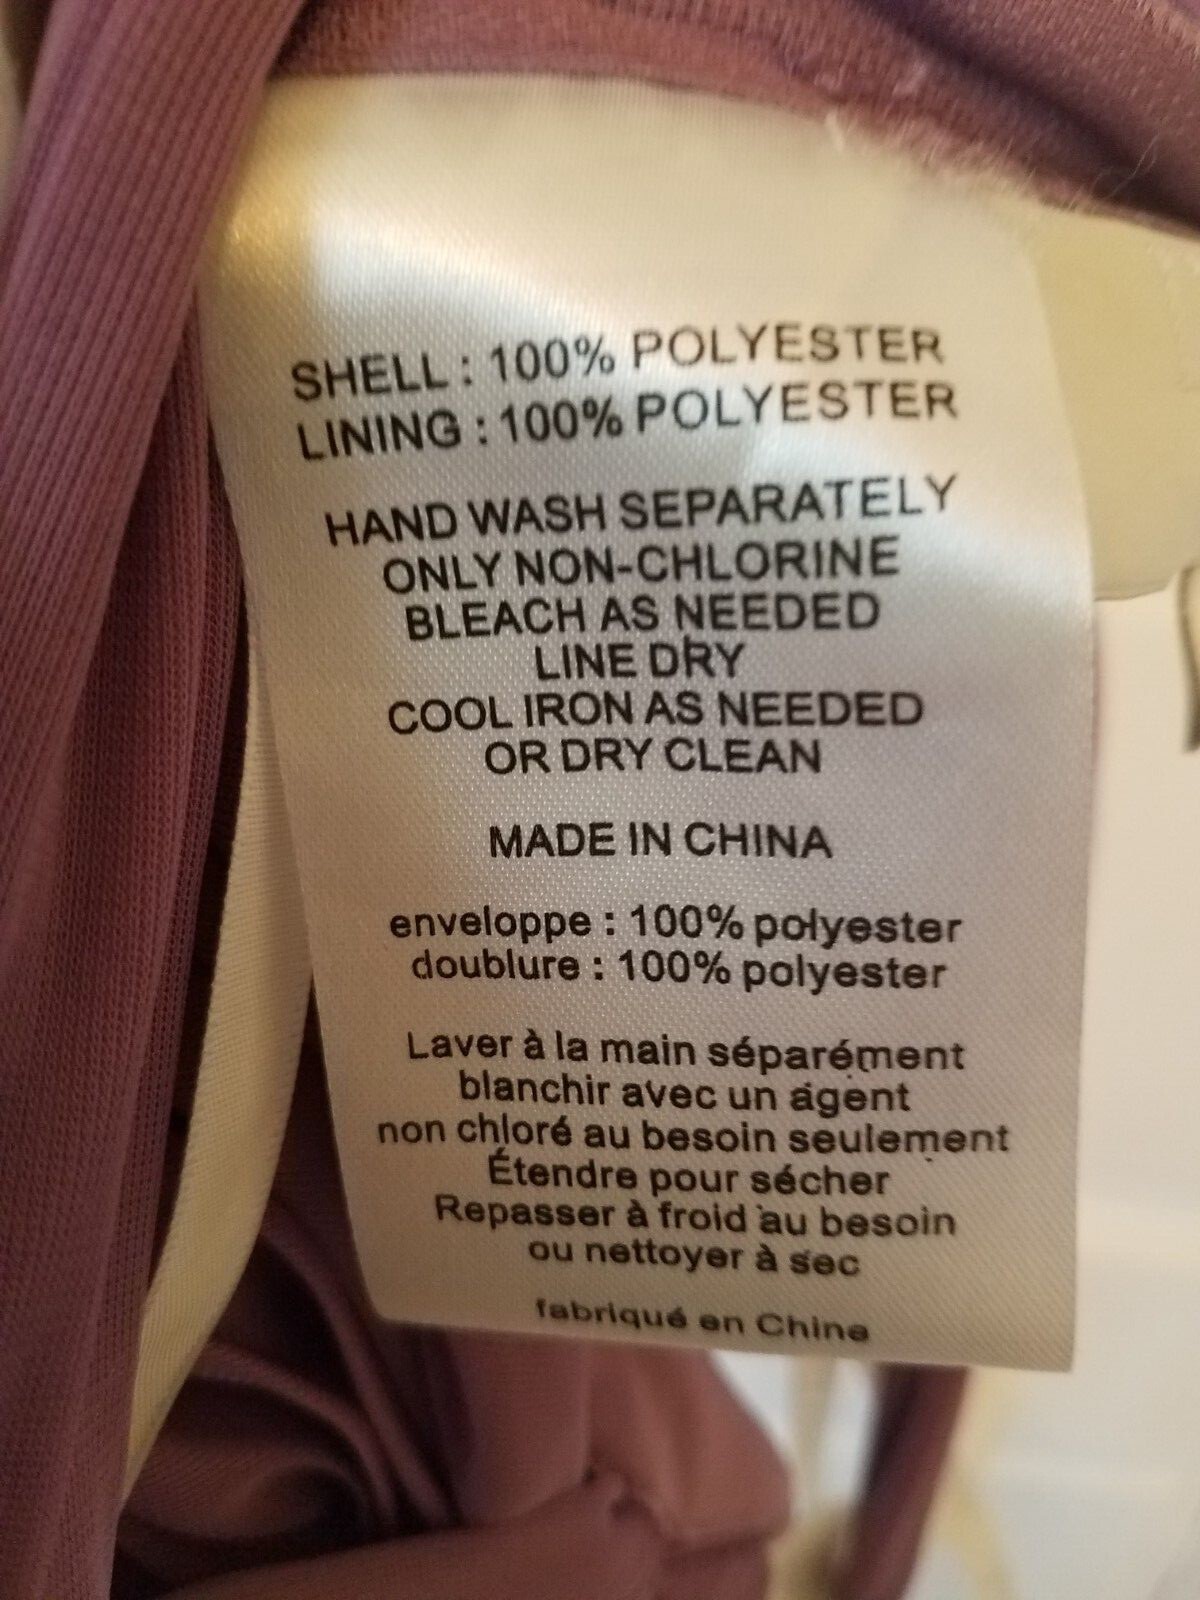 SHELL : 100% POLYESTER
LINING : 100% POLYESTER
HAND WASH SEPARATELY
ONLY NON-CHLORINE
BLEACH AS NEEDED
LINE DRY
COOL IRON AS NEEDED
OR DRY CLEAN
MADE IN CHINA
enveloppe : 100% polyester
doublure : 100% polyester
Laver à la main séparément
blanchir avec un agent
non chloré au besoin seulement
Étendre pour sécher
Repasser à froid au besoin
ou nettoyer à sec
fabriqué en Chine